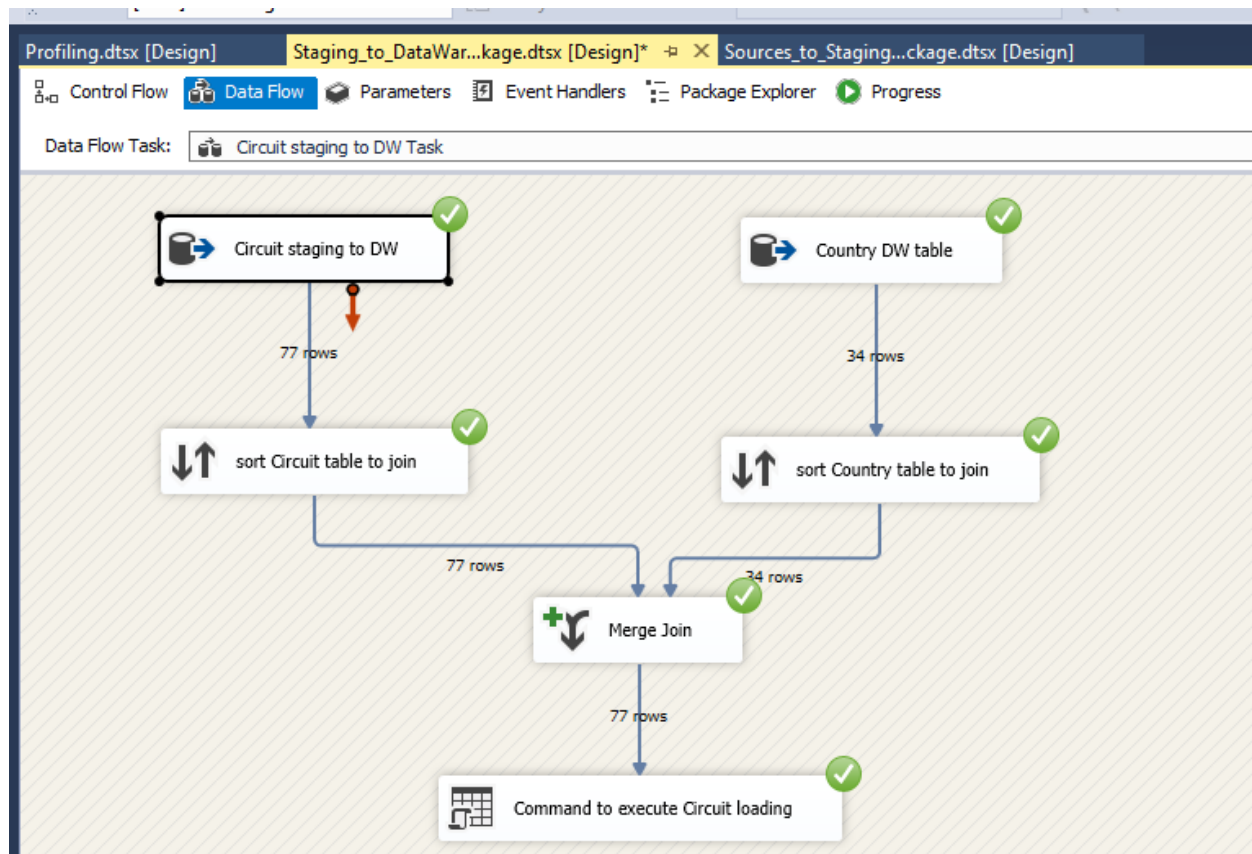 Profiling.dtsx [Design] Staging_to_DataWar...kage.dtsx [Design]* Sources_to_Staging...ckage.dtsx [Design]
Control Flow Data Flow Parameters Event Handlers Package Explorer Progress
Data Flow Task: Circuit staging to DW Task
Circuit staging to DW Country DW table
77 rows 34 rows
sort Circuit table to join sort Country table to join
77 rows 34 rows
Merge Join
77 rows
Command to execute Circuit loading